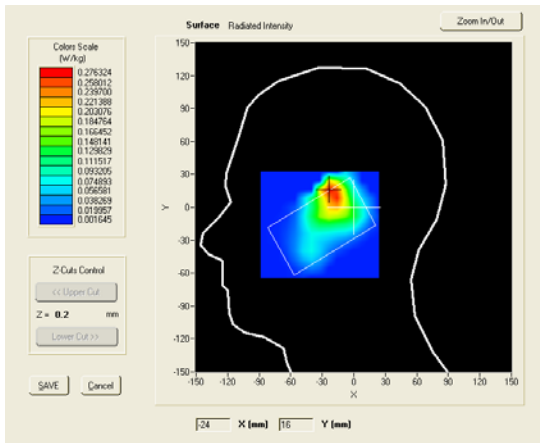 Surface Radiated Intensity
Zoom In/Out
Colors Scale
(W/kg)
0.276324
0.258012
0.239700
0.221388
0.203076
0.184764
0.166452
0.148141
0.129829
0.111517
0.093205
0.074893
0.056581
0.038269
0.019957
0.001645
Z-Cuts Control
<< Upper Cut
Z = 0.2 mm
Lower Cut >>
SAVE Cancel
150
120
90
60
30
0
-30
-60
-90
-120
-150
Y
-150 -120 -90 -60 -30 0 30 60 90 120 150
X
-24 X (mm) 16 Y (mm)